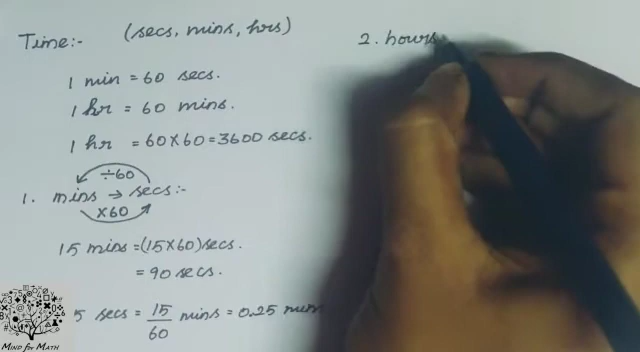 Time:- (secs, mins, hrs)
1 min = 60 secs.
1 hr = 60 mins.
1 hr = 60×60 = 3600 secs.
÷60
1. mins → secs:-
×60
15 mins = (15×60) secs.
= 90 secs.
5 secs = 15/60 mins = 0.25 mins
2. hours
MIND for MATH